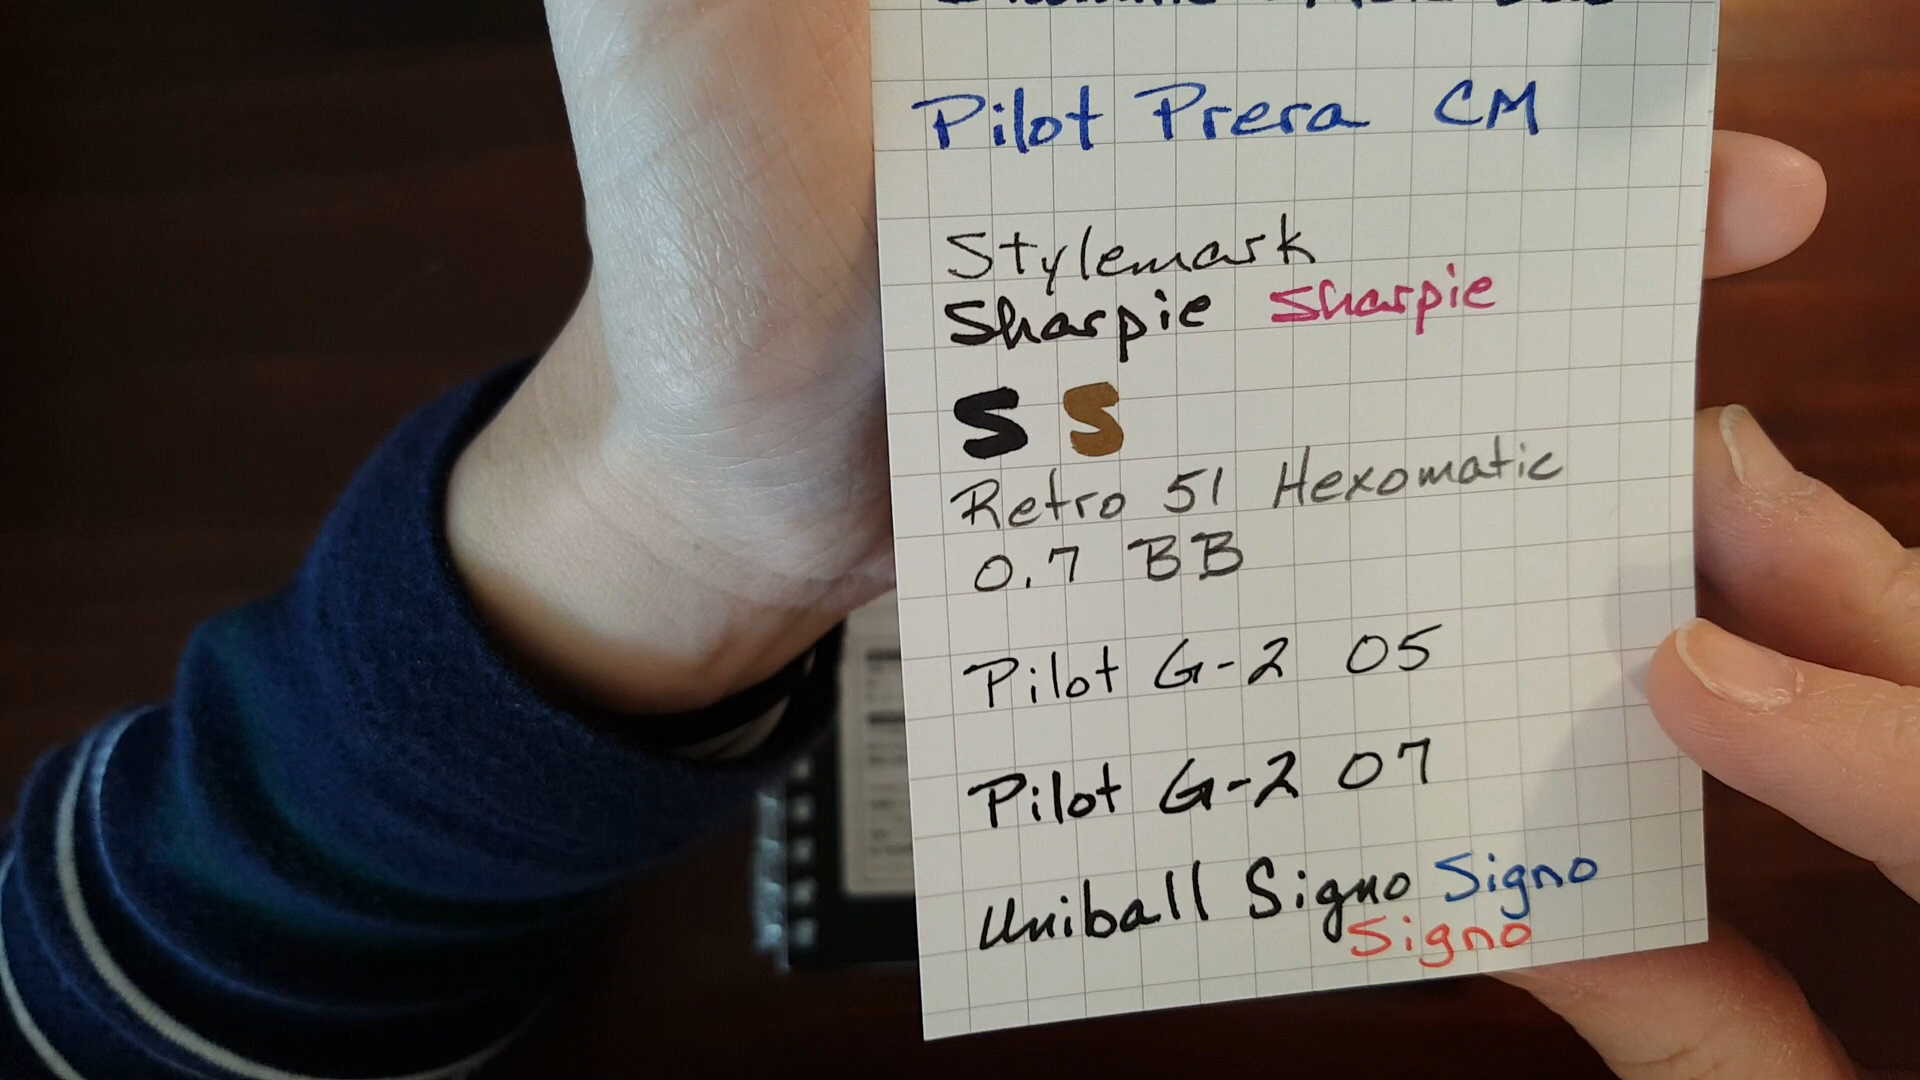 Pilot Prera CM
Stylemark
Sharpie Sharpie
S S
Retro 51 Hexomatic
0.7 BB
Pilot G-2 05
Pilot G-2 07
Uniball Signo Signo
Signo